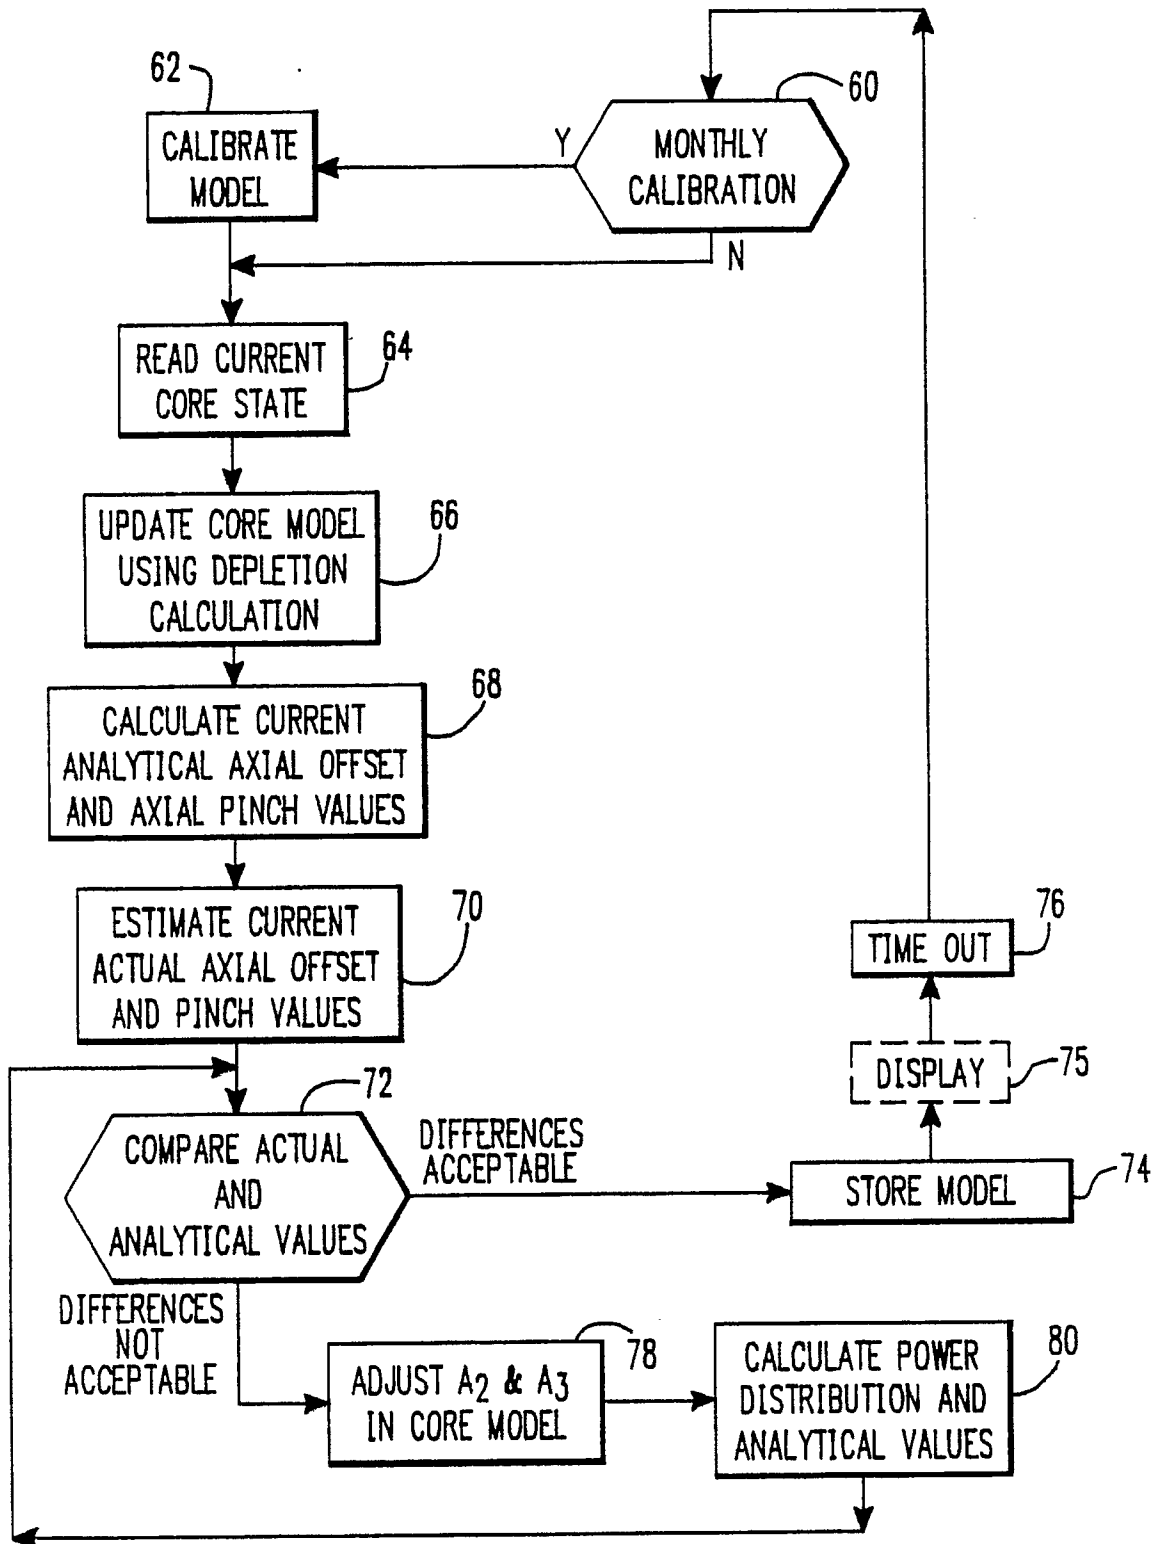 62
CALIBRATE
MODEL
Y
60
MONTHLY
CALIBRATION
N
READ CURRENT
CORE STATE
64
UPDATE CORE MODEL
USING DEPLETION
CALCULATION
66
CALCULATE CURRENT
ANALYTICAL AXIAL OFFSET
AND AXIAL PINCH VALUES
68
ESTIMATE CURRENT
ACTUAL AXIAL OFFSET
AND PINCH VALUES
70
TIME OUT
76
DISPLAY
75
72
COMPARE ACTUAL
AND
ANALYTICAL VALUES
DIFFERENCES
ACCEPTABLE
STORE MODEL
74
DIFFERENCES
NOT
ACCEPTABLE
ADJUST A2 & A3
IN CORE MODEL
78
CALCULATE POWER
DISTRIBUTION AND
ANALYTICAL VALUES
80